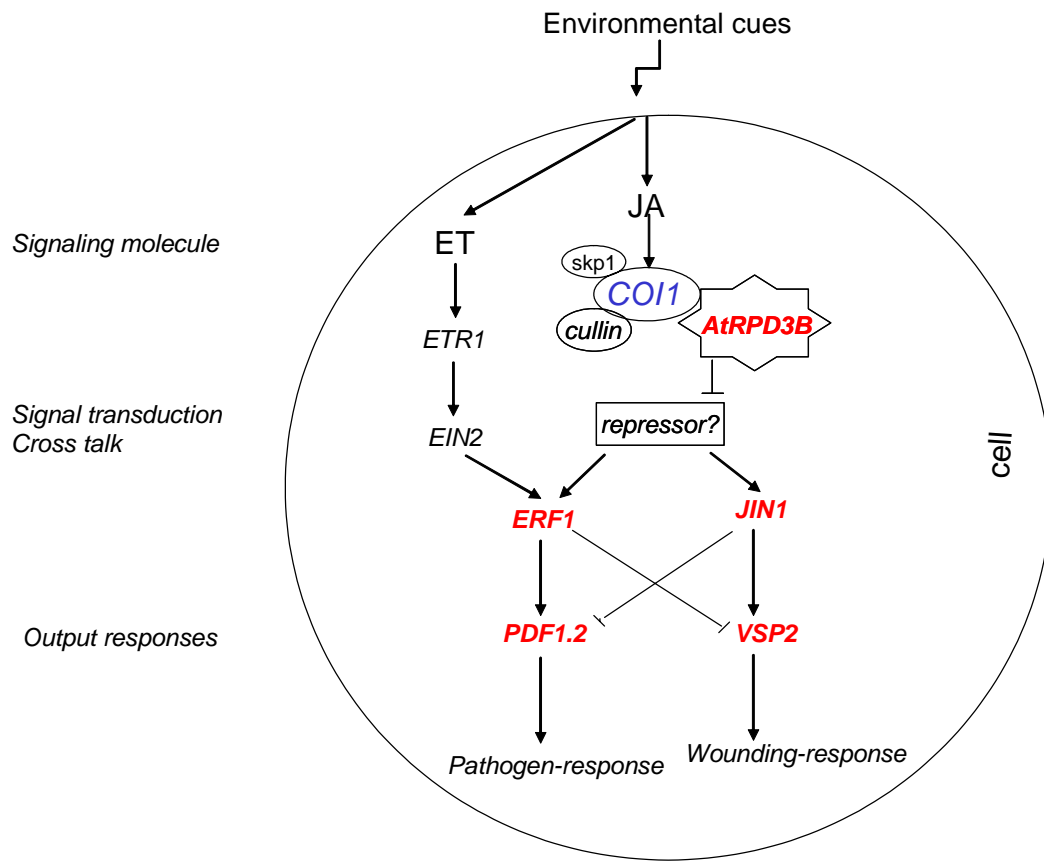 Environmental cues
JA
Signaling molecule
ET
skp1
COI1
AtRPD3B
cullin
ETR1
Signal transduction
Cross talk
EIN2
repressor?
cell
ERF1
JIN1
Output responses
PDF1.2
VSP2
Pathogen-response
Wounding-response